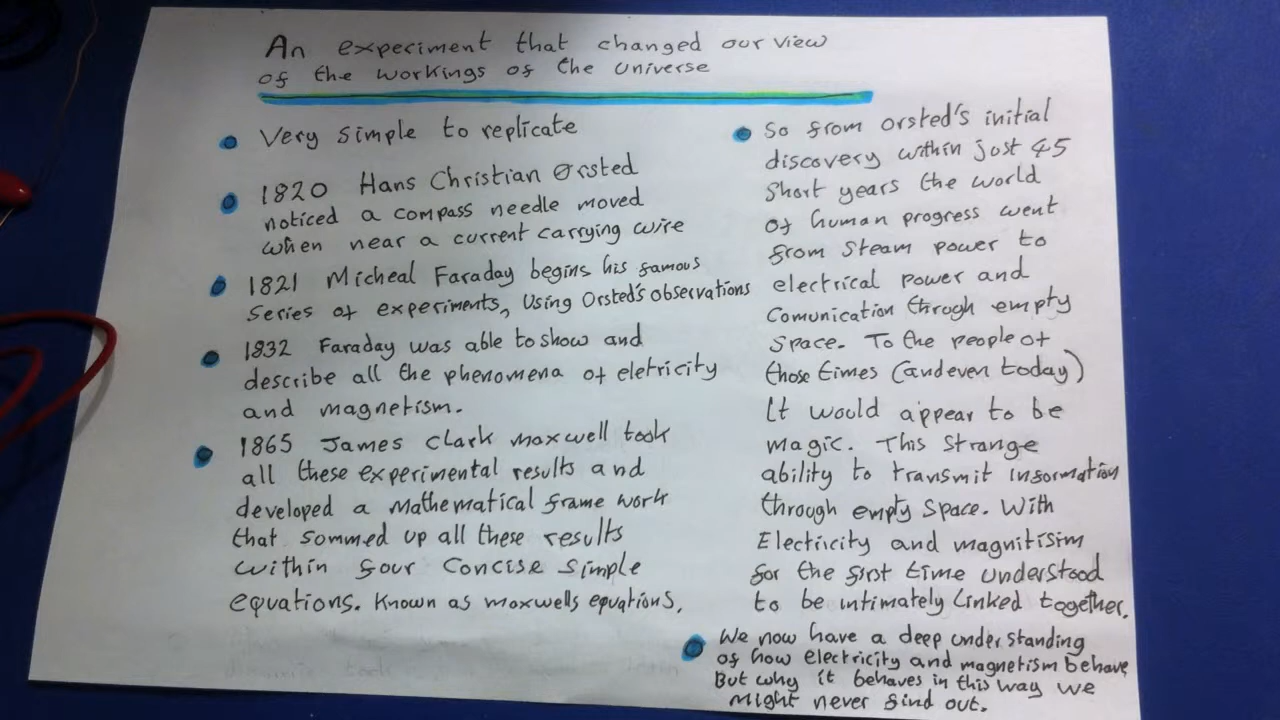 An experiment that changed our view
of the workings of the universe
Very simple to replicate
1820 Hans Christian Ørsted
noticed a compass needle moved
when near a current carrying wire
1821 Micheal Faraday begins his famous
Series of experiments, Using Orsted's observations
1832 Faraday was able to show and
describe all the phenomena of eletricity
and magnetism.
1865 James Clark maxwell took
all these experimental results and
developed a Mathematical frame work
that sommed up all these results
within four concise simple
equations. Known as maxwells equations.
So from Orsted's initial
discovery within just 45
Short years the world
of human progress went
from Steam power to
electrical power and
Comunication through empty
Space. To the people of
those times (and even today)
It would appear to be
magic. This Strange
ability to transmit information
through empty Space. With
Electicity and magnitisim
for the first time understood
to be intimately Linked together.
We now have a deep understanding
of how electricity and magnetism behave
But why it behaves in this way we
Might never find out.